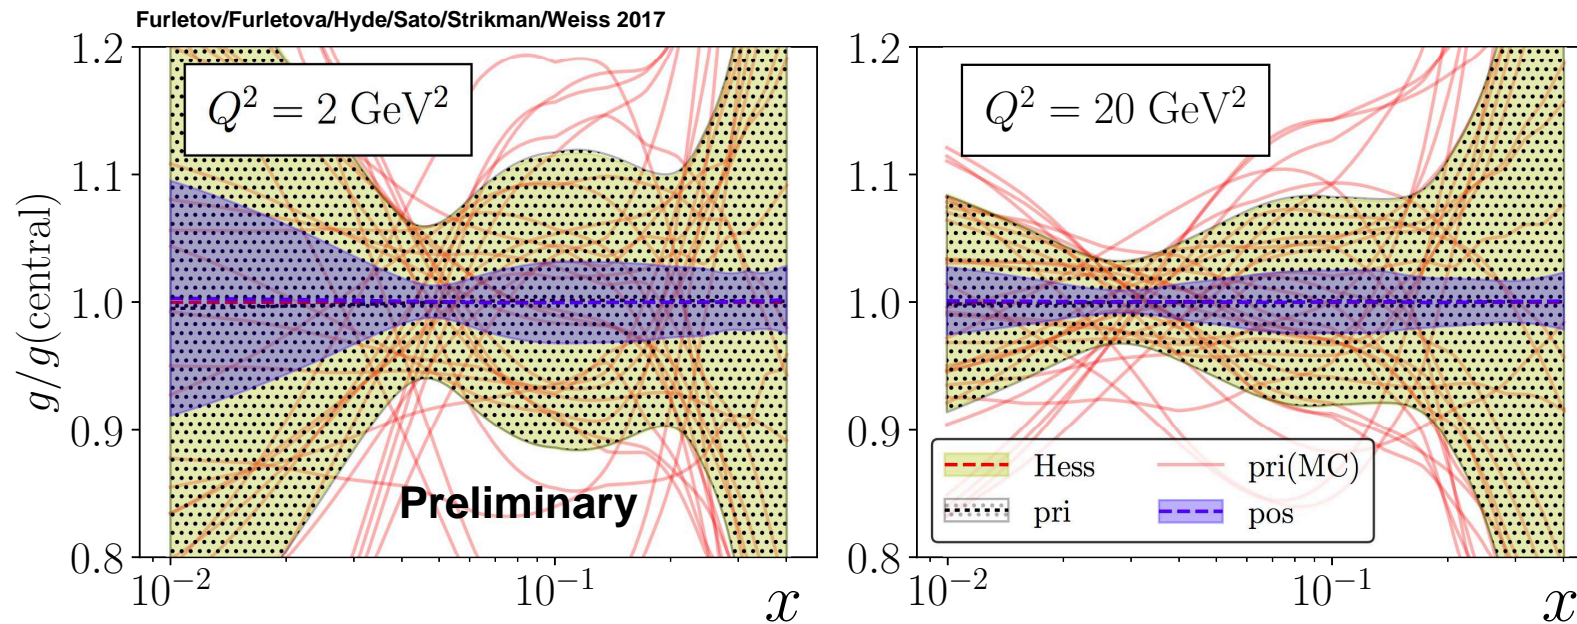 Furletov/Furletova/Hyde/Sato/Strikman/Weiss 2017
g/g(central)
1.2
1.1
1.0
0.9
0.8
Q² = 2 GeV²
Preliminary
10⁻²
10⁻¹
x
1.2
1.1
1.0
0.9
0.8
Q² = 20 GeV²
Hess
pri(MC)
pri
pos
10⁻²
10⁻¹
x